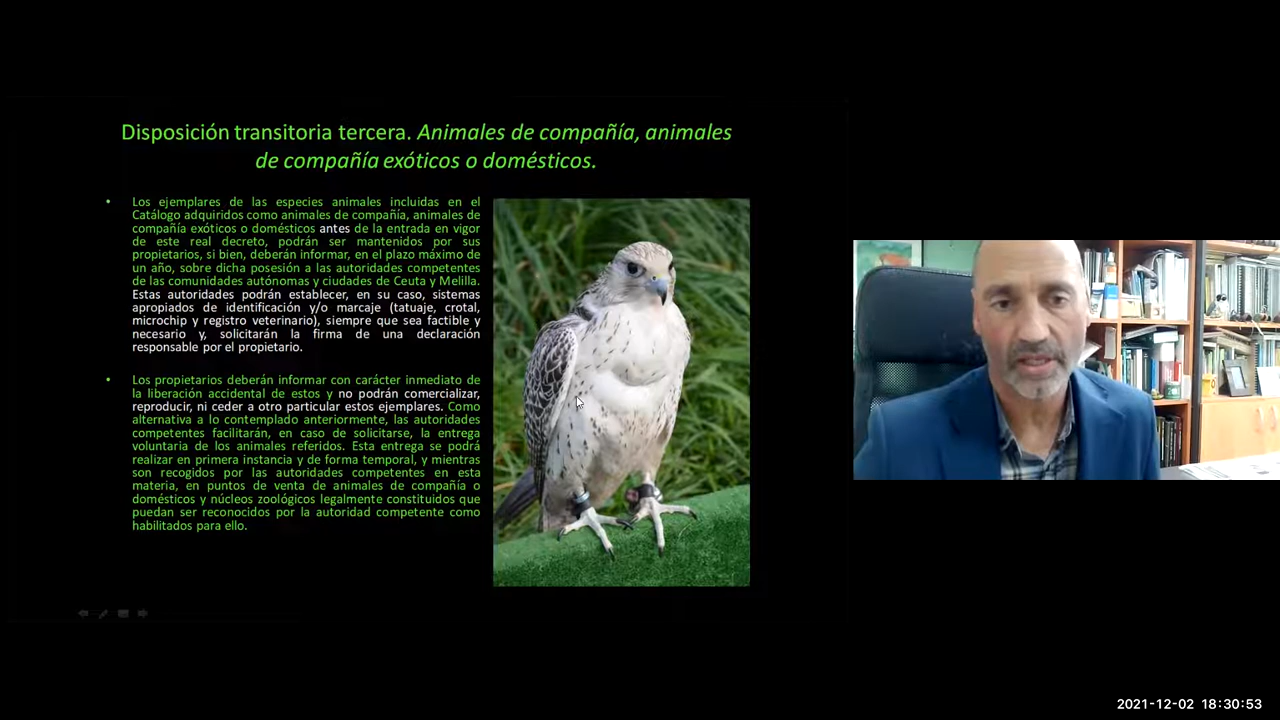 Disposición transitoria tercera. Animales de compañía, animales
de compañía exóticos o domésticos.
• Los ejemplares de las especies animales incluidas en el
Catálogo adquiridos como animales de compañía, animales de
compañía exóticos o domésticos antes de la entrada en vigor
de este real decreto, podrán ser mantenidos por sus
propietarios, si bien, deberán informar, en el plazo máximo de
un año, sobre dicha posesión a las autoridades competentes
de las comunidades autónomas y ciudades de Ceuta y Melilla.
Estas autoridades podrán establecer, en su caso, sistemas
apropiados de identificación y/o marcaje (tatuaje, crotal,
microchip y registro veterinario), siempre que sea factible y
necesario y, solicitarán la firma de una declaración
responsable por el propietario.
• Los propietarios deberán informar con carácter inmediato de
la liberación accidental de estos y no podrán comercializar,
reproducir, ni ceder a otro particular estos ejemplares. Como
alternativa a lo contemplado anteriormente, las autoridades
competentes facilitarán, en caso de solicitarse, la entrega
voluntaria de los animales referidos. Esta entrega se podrá
realizar en primera instancia y de forma temporal, y mientras
son recogidos por las autoridades competentes en esta
materia, en puntos de venta de animales de compañía o
domésticos y núcleos zoológicos legalmente constituidos que
puedan ser reconocidos por la autoridad competente como
habilitados para ello.
2021-12-02 18:30:53